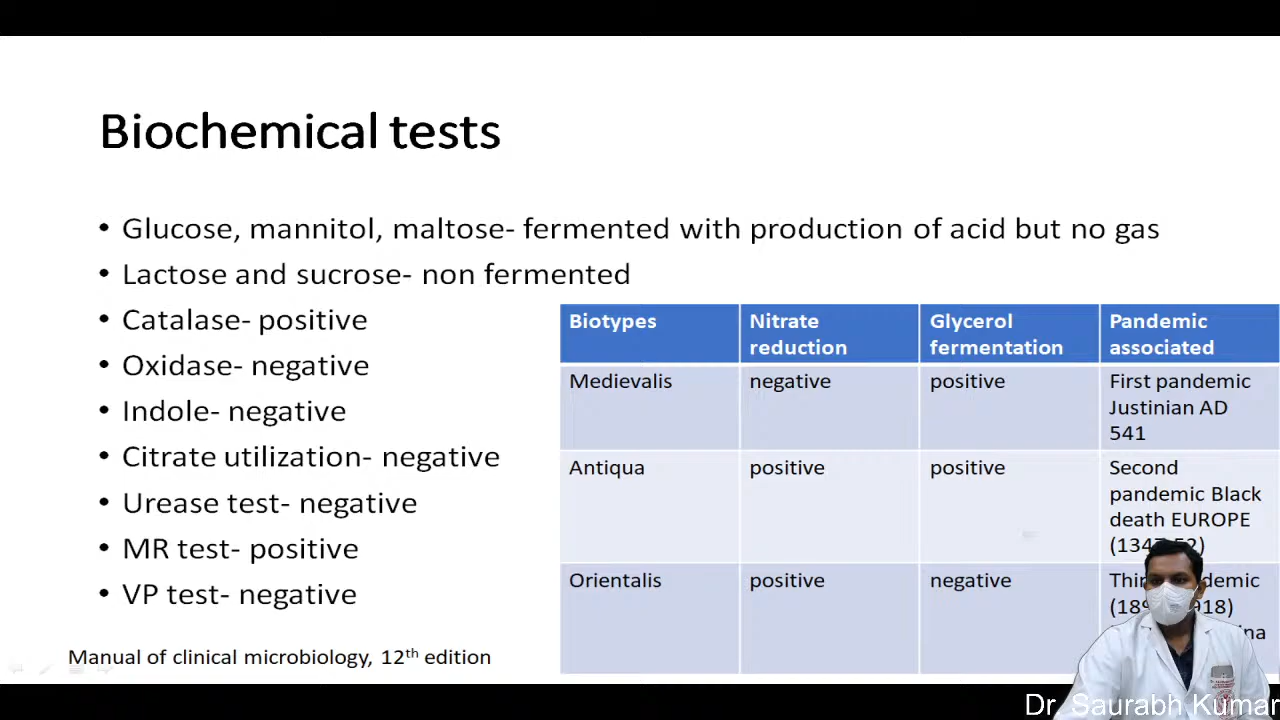 Biochemical tests
• Glucose, mannitol, maltose- fermented with production of acid but no gas
• Lactose and sucrose- non fermented
• Catalase- positive
• Oxidase- negative
• Indole- negative
• Citrate utilization- negative
• Urease test- negative
• MR test- positive
• VP test- negative
Manual of clinical microbiology, 12th edition
Biotypes Nitrate reduction Glycerol fermentation Pandemic associated
Medievalis negative positive First pandemic
Justinian AD
541
Antiqua positive positive Second
pandemic Black
death EUROPE
Orientalis positive negative
Dr. Saurabh Kumar